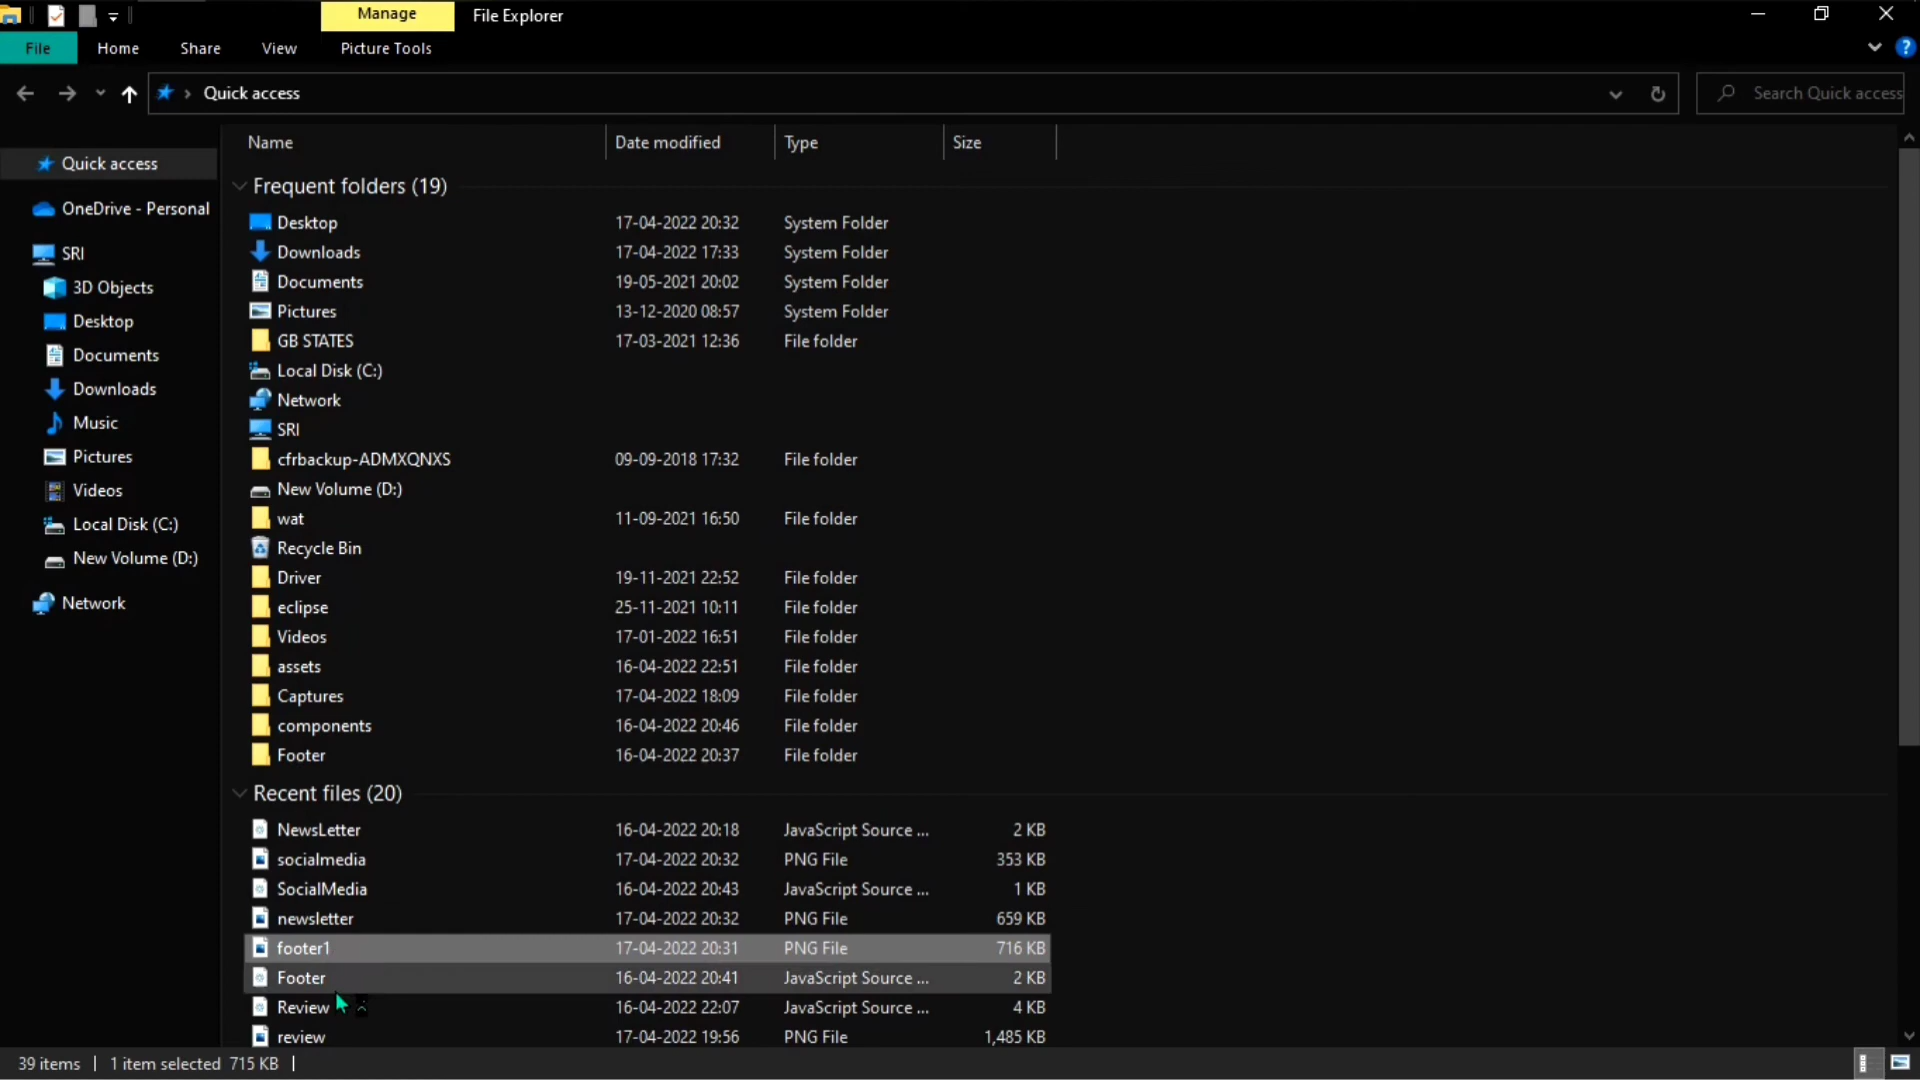 Manage File Explorer
File Home Share View Picture Tools
Quick access Search Quick access
Name Date modified Type Size
Quick access
OneDrive - Personal
SRI
3D Objects
Desktop
Documents
Downloads
Music
Pictures
Videos
Local Disk (C:)
New Volume (D:)
Network
Frequent folders (19)
Desktop 17-04-2022 20:32 System Folder
Downloads 17-04-2022 17:33 System Folder
Documents 19-05-2021 20:02 System Folder
Pictures 13-12-2020 08:57 System Folder
GB STATES 17-03-2021 12:36 File folder
Local Disk (C:)
Network
SRI
cfrbackup-ADMXQNXS 09-09-2018 17:32 File folder
New Volume (D:)
wat 11-09-2021 16:50 File folder
Recycle Bin
Driver 19-11-2021 22:52 File folder
eclipse 25-11-2021 10:11 File folder
Videos 17-01-2022 16:51 File folder
assets 16-04-2022 22:51 File folder
Captures 17-04-2022 18:09 File folder
components 16-04-2022 20:46 File folder
Footer 16-04-2022 20:37 File folder
Recent files (20)
NewsLetter 16-04-2022 20:18 JavaScript Source ... 2 KB
socialmedia 17-04-2022 20:32 PNG File 353 KB
SocialMedia 16-04-2022 20:43 JavaScript Source ... 1 KB
newsletter 17-04-2022 20:32 PNG File 659 KB
footer1 17-04-2022 20:31 PNG File 716 KB
Footer 16-04-2022 20:41 JavaScript Source ... 2 KB
Review 16-04-2022 22:07 JavaScript Source ... 4 KB
review 17-04-2022 19:56 PNG File 1,485 KB
39 items 1 item selected 715 KB